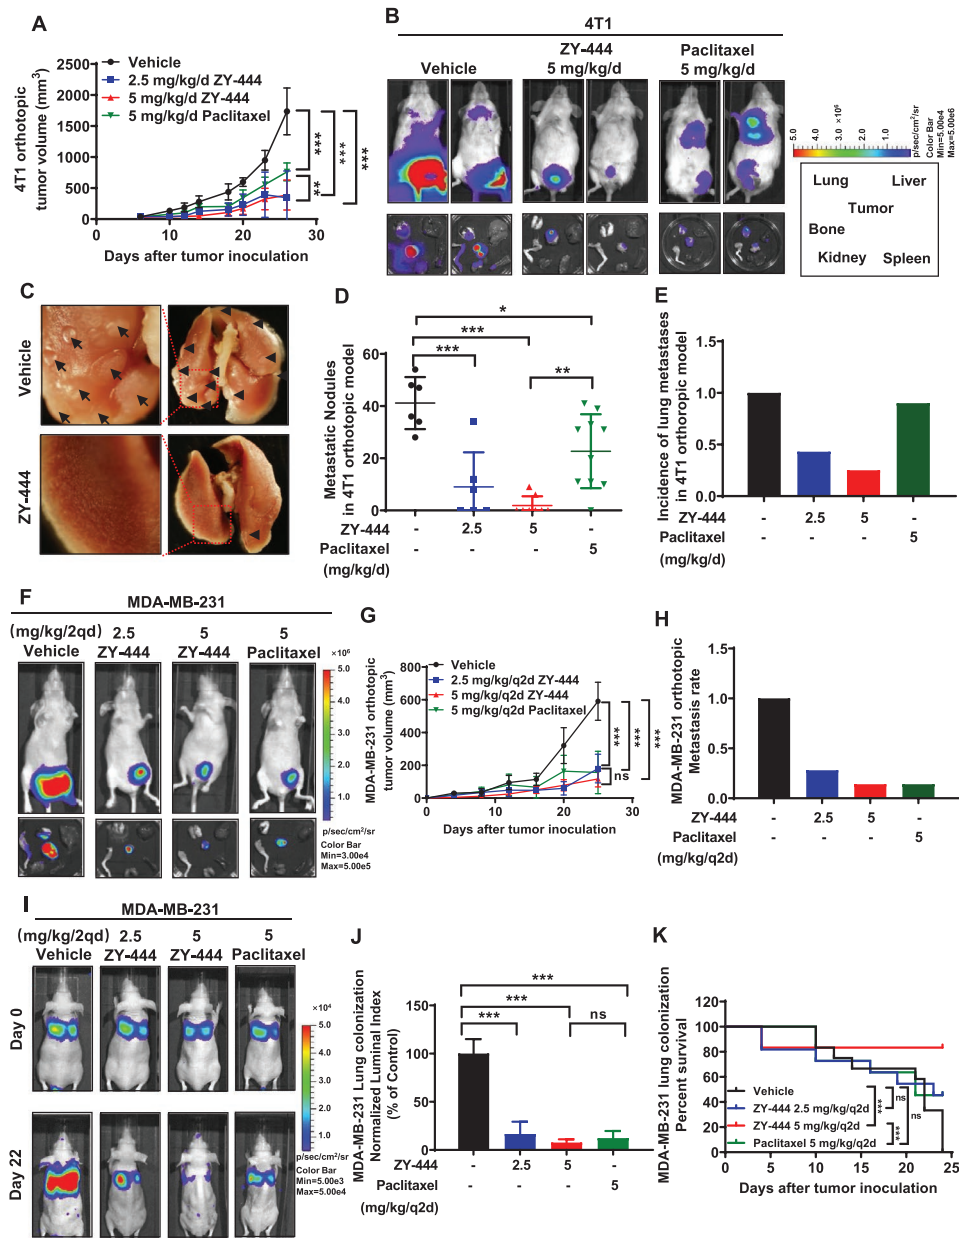 A
4T1 orthotopic
tumor volume (mm³)
2500
2000
1500
1000
500
0
0
10
20
30
Days after tumor inoculation
Vehicle
2.5 mg/kg/d ZY-444
5 mg/kg/d ZY-444
5 mg/kg/d Paclitaxel
***
**
***
***
B
4T1
Vehicle
ZY-444
5 mg/kg/d
Paclitaxel
5 mg/kg/d
5.0
4.0
3.0
2.0
1.0
×10⁶
p/sec/cm²/sr
Color Bar
Min=5.00e4
Max=5.00e6
Lung
Liver
Tumor
Bone
Kidney
Spleen
C
Vehicle
ZY-444
D
Metastatic Nodules
in 4T1 orthotopic model
60
40
20
0
*
***
***
**
ZY-444 - 2.5 5 -
Paclitaxel - - - 5
(mg/kg/d)
E
Incidence of lung metastases
in 4T1 orthoropic model
1.5
1.0
0.5
0.0
ZY-444 - 2.5 5 -
Paclitaxel - - - 5
(mg/kg/d)
F
MDA-MB-231
(mg/kg/2qd) 2.5 5 5
Vehicle ZY-444 ZY-444 Paclitaxel
×10⁶
5.0
4.0
3.0
2.0
1.0
p/sec/cm²/sr
Color Bar
Min=3.00e4
Max=5.00e5
G
MDA-MB-231 orthotopic
tumor volume (mm³)
800
600
400
200
0
0
10
20
30
Days after tumor inoculation
Vehicle
2.5 mg/kg/q2d ZY-444
5 mg/kg/q2d ZY-444
5 mg/kg/q2d Paclitaxel
***
ns
***
***
H
MDA-MB-231 orthotopic
Metastasis rate
1.5
1.0
0.5
0.0
ZY-444 - 2.5 5 -
Paclitaxel - - - 5
(mg/kg/q2d)
I
MDA-MB-231
(mg/kg/2qd) 2.5 5 5
Vehicle ZY-444 ZY-444 Paclitaxel
Day 0
Day 22
×10⁴
5.0
4.0
3.0
2.0
1.0
p/sec/cm²/sr
Color Bar
Min=5.00e3
Max=5.00e4
J
MDA-MB-231 Lung colonization
Normalized Luminal Index
(% of Control)
150
100
50
0
***
***
***
ns
ZY-444 - 2.5 5 -
Paclitaxel - - - 5
(mg/kg/q2d)
K
MDA-MB-231 lung colonization
Percent survival
120
100
80
60
40
20
0
0
5
10
15
20
25
Days after tumor inoculation
Vehicle
ZY-444 2.5 mg/kg/q2d
ZY-444 5 mg/kg/q2d
Paclitaxel 5 mg/kg/q2d
***
***
ns
ns